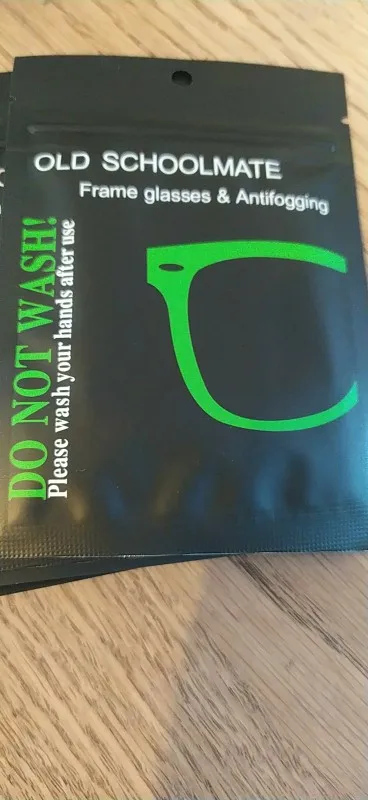 OLD SCHOOLMATE
Frame glasses & Antifogging
DO NOT WASH!
Please wash your hands after use